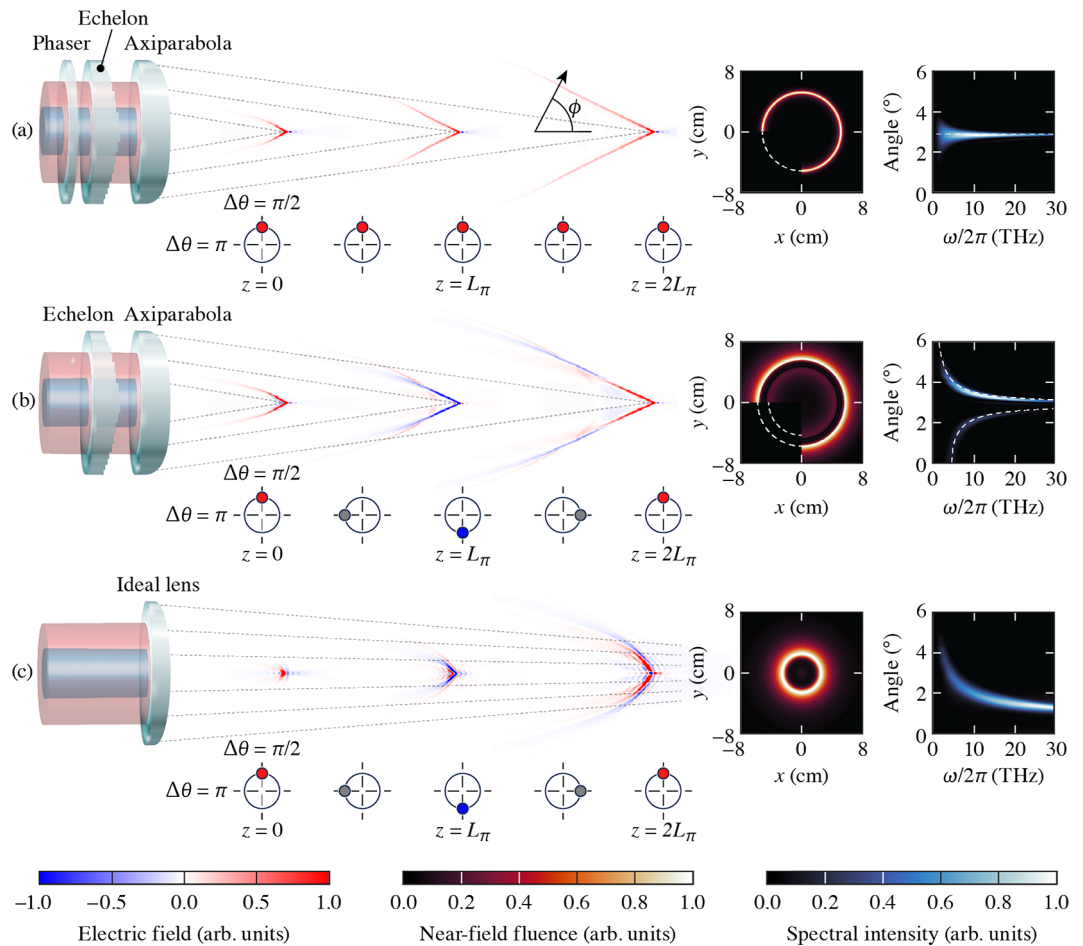 Echelon
Phaser Axiparabola
(a)
ϕ
Δθ = π/2
Δθ = π
z = 0 z = Lπ z = 2Lπ
y (cm)
8
0
−8
−8 0 8
x (cm)
Angle (°)
6
4
2
0
0 10 20 30
ω/2π (THz)
Echelon Axiparabola
(b)
Δθ = π/2
Δθ = π
z = 0 z = Lπ z = 2Lπ
y (cm)
8
0
−8
−8 0 8
x (cm)
Angle (°)
6
4
2
0
0 10 20 30
ω/2π (THz)
Ideal lens
(c)
Δθ = π/2
Δθ = π
z = 0 z = Lπ z = 2Lπ
y (cm)
8
0
−8
−8 0 8
x (cm)
Angle (°)
6
4
2
0
0 10 20 30
ω/2π (THz)
−1.0 −0.5 0.0 0.5 1.0
Electric field (arb. units)
0.0 0.2 0.4 0.6 0.8 1.0
Near-field fluence (arb. units)
0.0 0.2 0.4 0.6 0.8 1.0
Spectral intensity (arb. units)